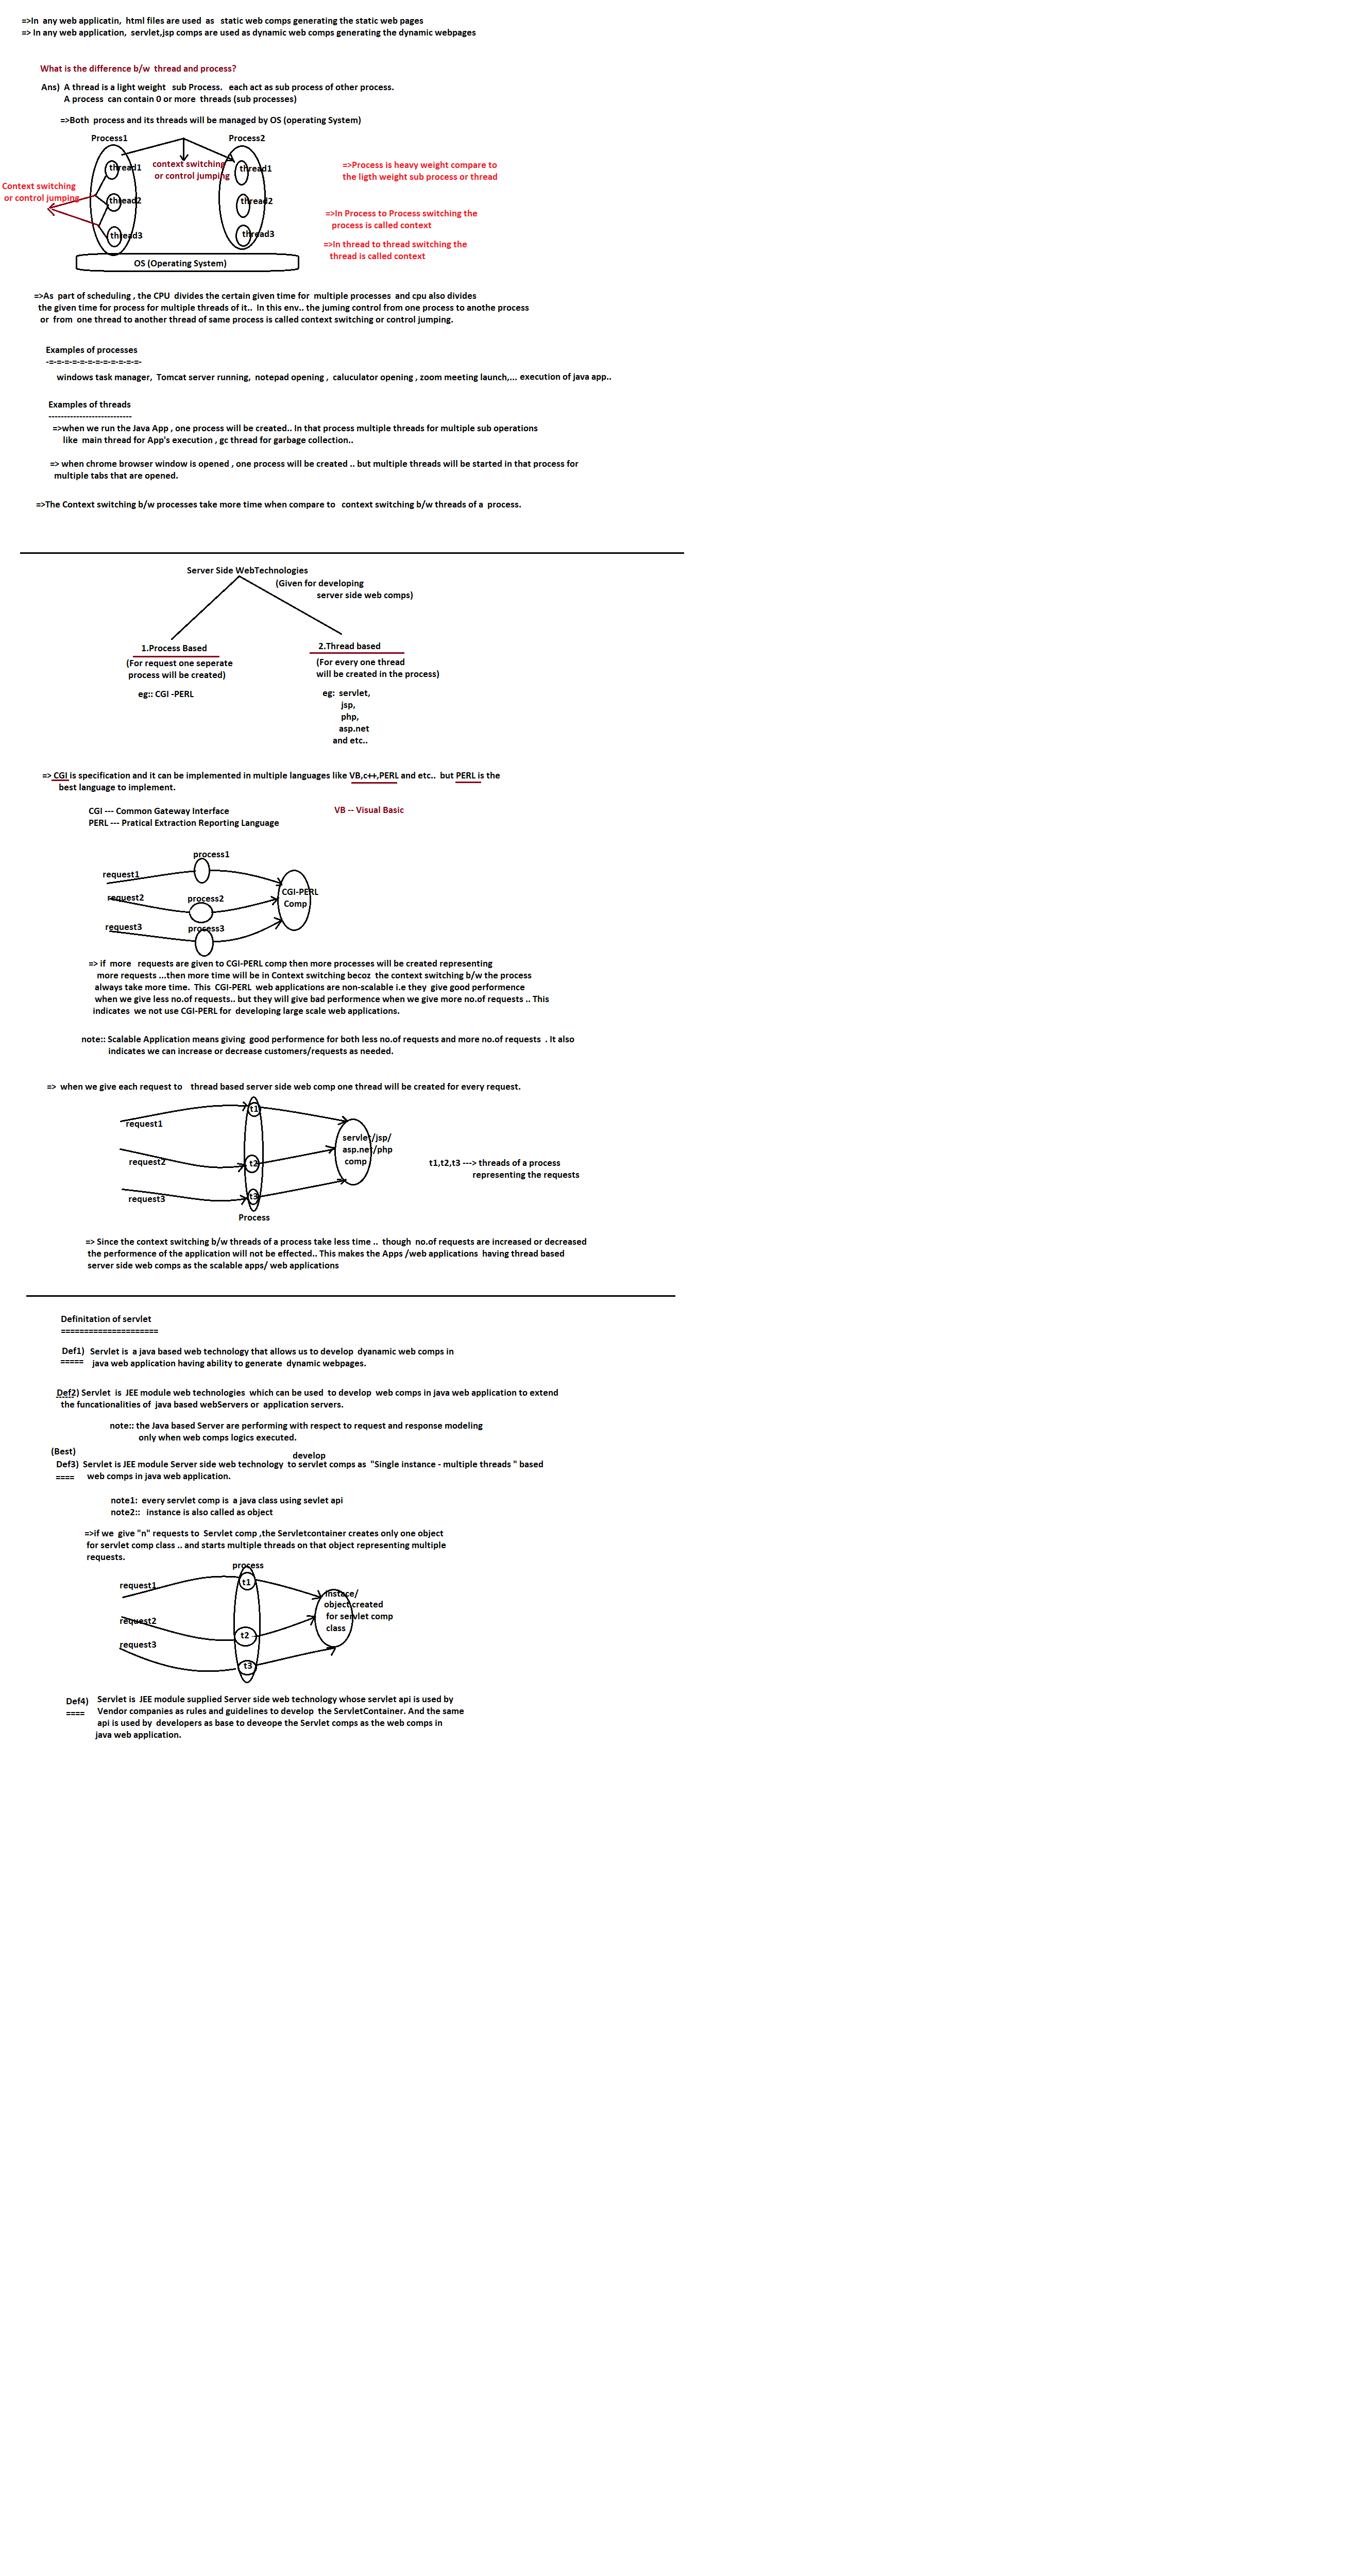 =>In any web applicatin, html files are used as static web comps generating the static web pages
=> In any web application, servlet,jsp comps are used as dynamic web comps generating the dynamic webpages
What is the difference b/w thread and process?
Ans) A thread is a light weight sub Process. each act as sub process of other process.
A process can contain 0 or more threads (sub processes)
=>Both process and its threads will be managed by OS (operating System)
Process1
Process2
thread1
context switching
or control jumping
thread1
=>Process is heavy weight compare to
the ligth weight sub process or thread
Context switching
or control jumping
thread2
thread2
=>In Process to Process switching the
process is called context
thread3
thread3
=>In thread to thread switching the
thread is called context
OS (Operating System)
=>As part of scheduling , the CPU divides the certain given time for multiple processes and cpu also divides
the given time for process for multiple threads of it.. In this env.. the juming control from one process to anothe process
or from one thread to another thread of same process is called context switching or control jumping.
Examples of processes
-=-=-=-=-=-=-=-=-=-=-=-=-
windows task manager, Tomcat server running, notepad opening , caluculator opening , zoom meeting launch,... execution of java app..
Examples of threads
---------------------------
=>when we run the Java App , one process will be created.. In that process multiple threads for multiple sub operations
like main thread for App's execution , gc thread for garbage collection..
=> when chrome browser window is opened , one process will be created .. but multiple threads will be started in that process for
multiple tabs that are opened.
=>The Context switching b/w processes take more time when compare to context switching b/w threads of a process.
Server Side WebTechnologies
(Given for developing
server side web comps)
1.Process Based
(For request one seperate
process will be created)
eg:: CGI -PERL
2.Thread based
(For every one thread
will be created in the process)
eg: servlet,
jsp,
php,
asp.net
and etc..
=> CGI is specification and it can be implemented in multiple languages like VB,c++,PERL and etc.. but PERL is the
best language to implement.
CGI --- Common Gateway Interface
PERL --- Pratical Extraction Reporting Language
VB -- Visual Basic
process1
request1
request2
process2
CGI-PERL
Comp
request3
process3
=> if more requests are given to CGI-PERL comp then more processes will be created representing
more requests ...then more time will be in Context switching becoz the context switching b/w the process
always take more time. This CGI-PERL web applications are non-scalable i.e they give good performence
when we give less no.of requests.. but they will give bad performence when we give more no.of requests .. This
indicates we not use CGI-PERL for developing large scale web applications.
note:: Scalable Application means giving good performence for both less no.of requests and more no.of requests . It also
indicates we can increase or decrease customers/requests as needed.
=> when we give each request to thread based server side web comp one thread will be created for every request.
t1
request1
servlet/jsp/
asp.net/php
comp
request2
t2
t1,t2,t3 ---> threads of a process
representing the requests
request3
t3
Process
=> Since the context switching b/w threads of a process take less time .. though no.of requests are increased or decreased
the performence of the application will not be effected.. This makes the Apps /web applications having thread based
server side web comps as the scalable apps/ web applications
Definitation of servlet
=====================
Def1) Servlet is a java based web technology that allows us to develop dyanamic web comps in
===== java web application having ability to generate dynamic webpages.
Def2) Servlet is JEE module web technologies which can be used to develop web comps in java web application to extend
the funcationalities of java based webServers or application servers.
note:: the Java based Server are performing with respect to request and response modeling
only when web comps logics executed.
(Best)
develop
Def3) Servlet is JEE module Server side web technology to servlet comps as "Single instance - multiple threads " based
==== web comps in java web application.
note1: every servlet comp is a java class using sevlet api
note2:: instance is also called as object
=>if we give "n" requests to Servlet comp ,the Servletcontainer creates only one object
for servlet comp class .. and starts multiple threads on that object representing multiple
requests.
process
request1
t1
instace/
object created
for servlet comp
class
request2
t2
request3
t3
Def4) Servlet is JEE module supplied Server side web technology whose servlet api is used by
==== Vendor companies as rules and guidelines to develop the ServletContainer. And the same
api is used by developers as base to deveope the Servlet comps as the web comps in
java web application.